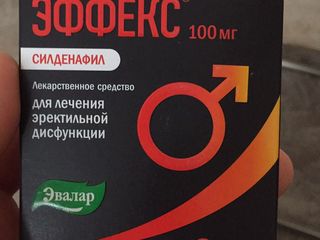 ЭФФЕКС® 100 мг
СИЛДЕНАФИЛ
Лекарственное средство
для лечения
эректильной
дисфункции
Эвалар